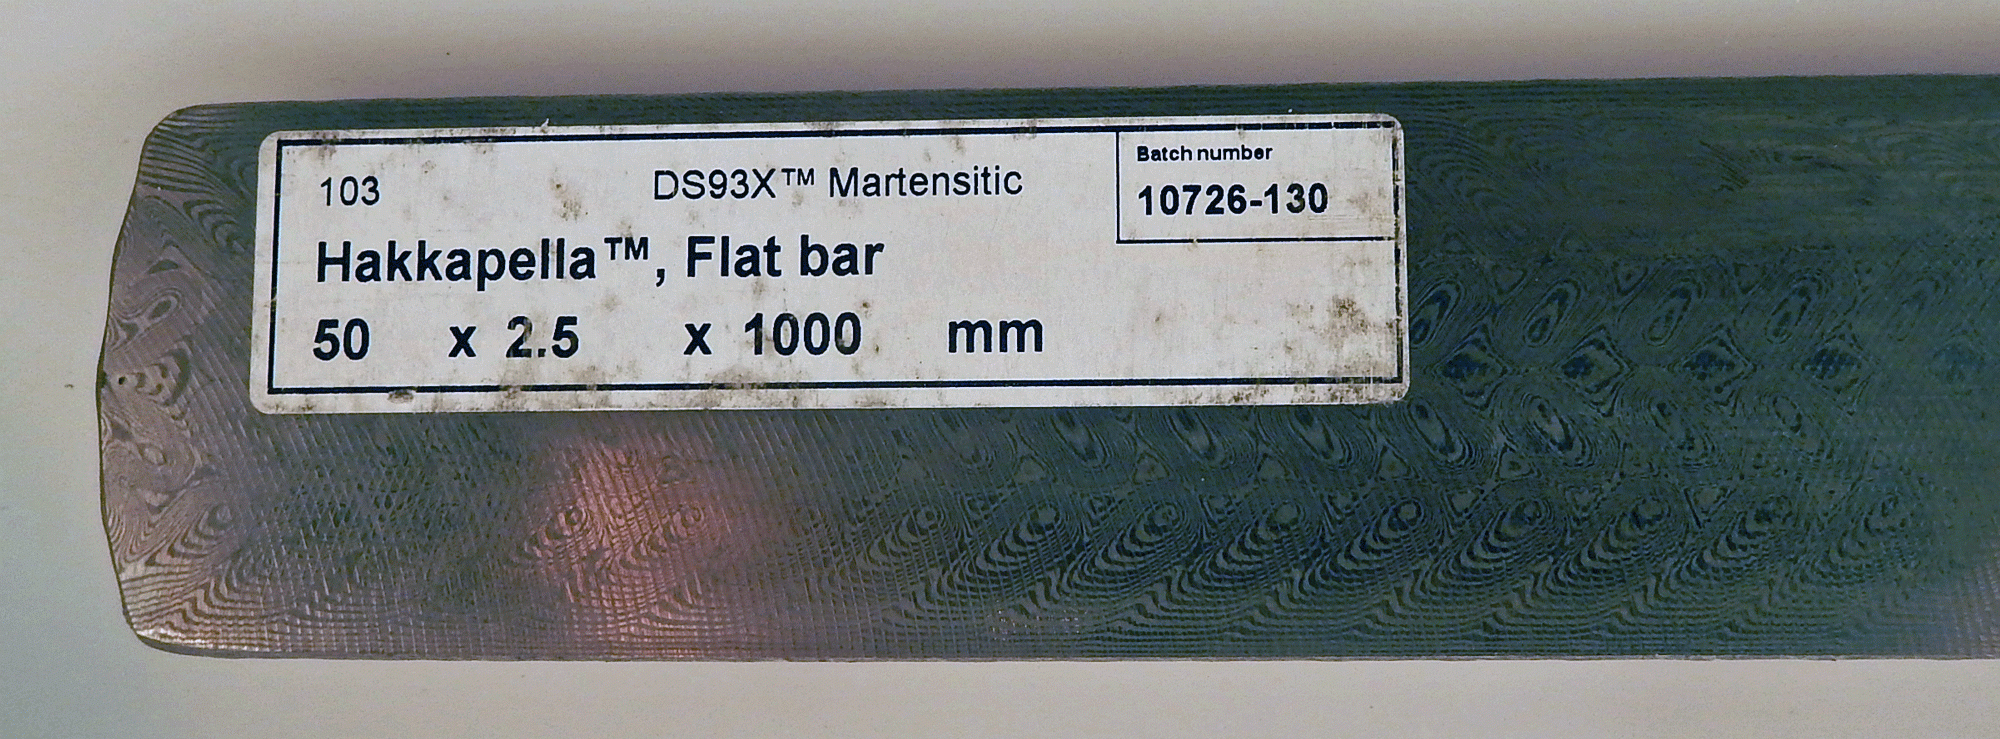 103 DS93X™ Martensitic
Batch number
10726-130
Hakkapella™, Flat bar
50 x 2.5 x 1000 mm